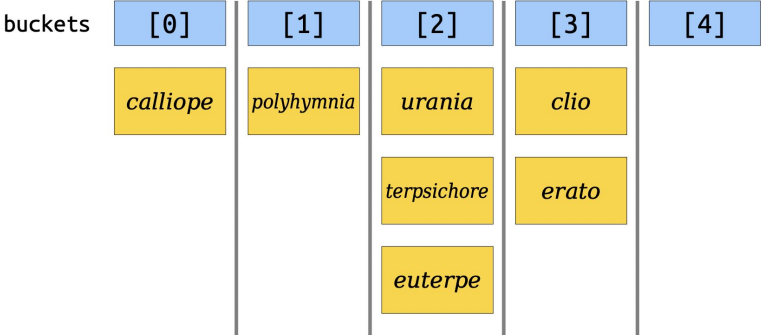 buckets [0] [1] [2] [3] [4]
calliope polyhymnia urania clio
terpsichore erato
euterpe